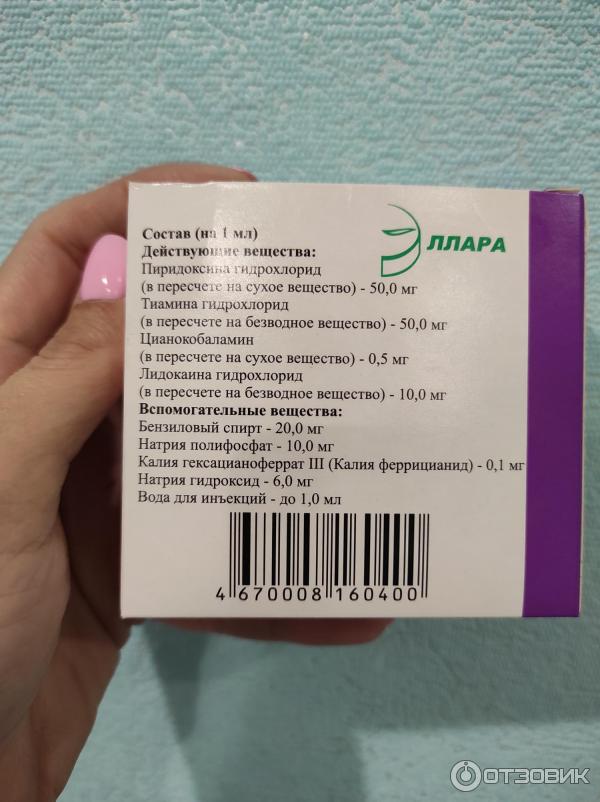 ЭЛЛАРА
Состав (на 1 мл)
Действующие вещества:
Пиридоксина гидрохлорид
(в пересчете на сухое вещество) - 50,0 мг
Тиамина гидрохлорид
(в пересчете на безводное вещество) - 50,0 мг
Цианокобаламин
(в пересчете на сухое вещество) - 0,5 мг
Лидокаина гидрохлорид
(в пересчете на безводное вещество) - 10,0 мг
Вспомогательные вещества:
Бензиловый спирт - 20,0 мг
Натрия полифосфат - 10,0 мг
Калия гексацианоферрат III (Калия феррицианид) - 0,1 мг
Натрия гидроксид - 6,0 мг
Вода для инъекций - до 1,0 мл
4 670008 160400
ОТЗОВИК